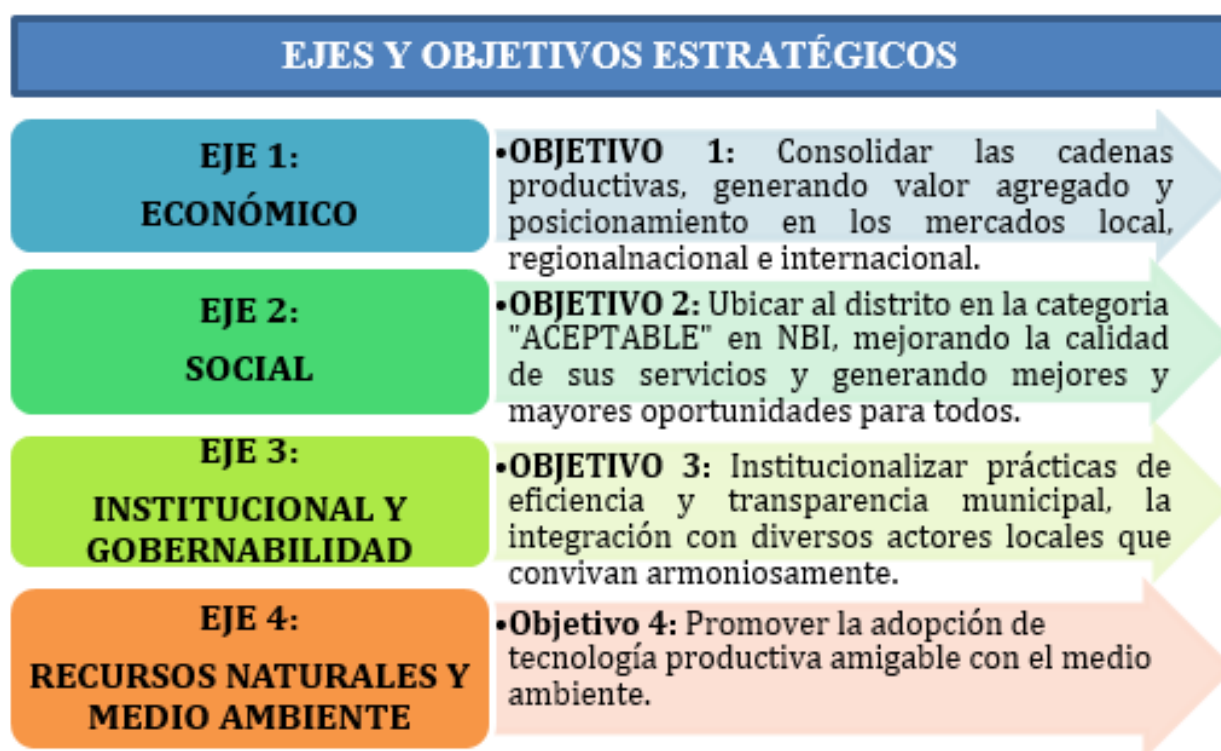 EJES Y OBJETIVOS ESTRATÉGICOS
EJE 1:
ECONÓMICO
•OBJETIVO 1: Consolidar las cadenas
productivas, generando valor agregado y
posicionamiento en los mercados local,
regionalnacional e internacional.
EJE 2:
SOCIAL
•OBJETIVO 2: Ubicar al distrito en la categoria
"ACEPTABLE" en NBI, mejorando la calidad
de sus servicios y generando mejores y
mayores oportunidades para todos.
EJE 3:
INSTITUCIONAL Y
GOBERNABILIDAD
•OBJETIVO 3: Institucionalizar prácticas de
eficiencia y transparencia municipal, la
integración con diversos actores locales que
convivan armoniosamente.
EJE 4:
RECURSOS NATURALES Y
MEDIO AMBIENTE
•Objetivo 4: Promover la adopción de
tecnología productiva amigable con el medio
ambiente.